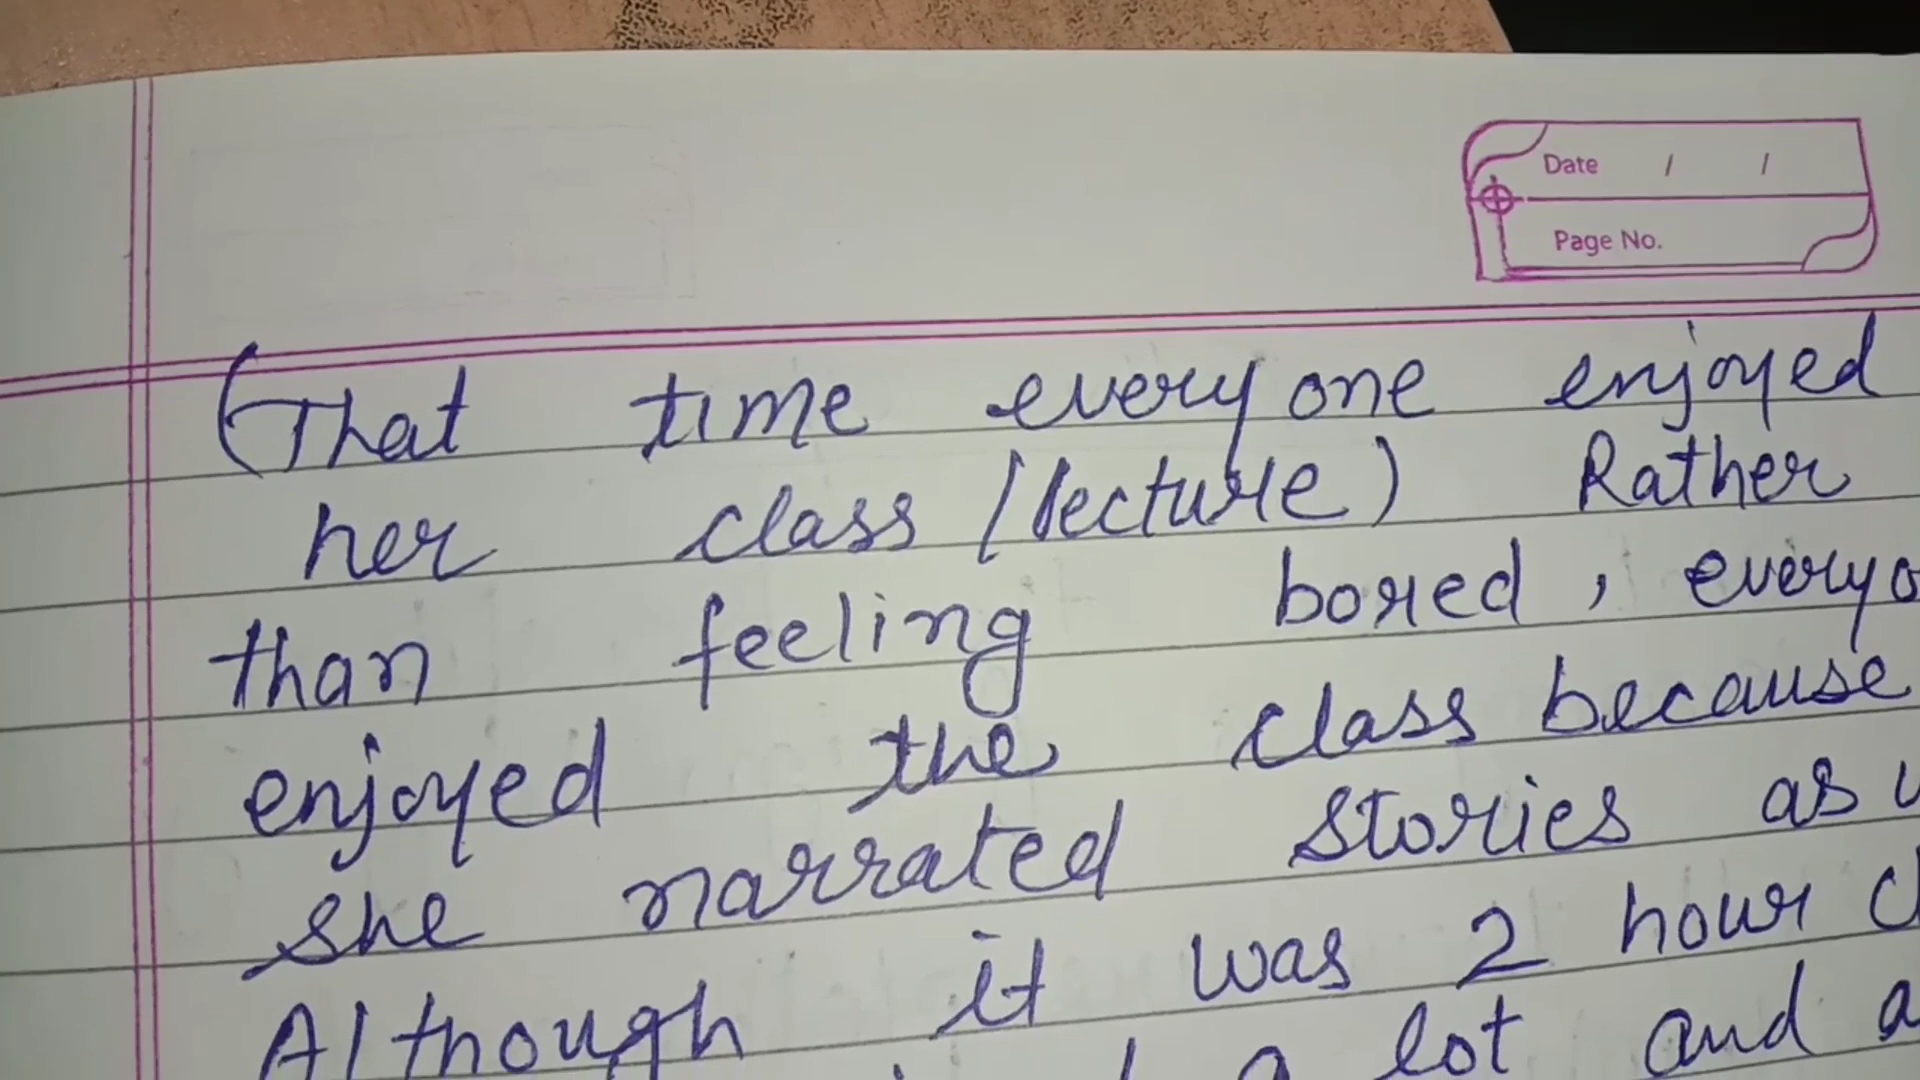 Date / /
Page No.
(That time everyone enjoyed
her class (lecture) Rather
than feeling bored, everyo
enjoyed the class because
she narrated stories as
Although it was 2 hour
a lot and